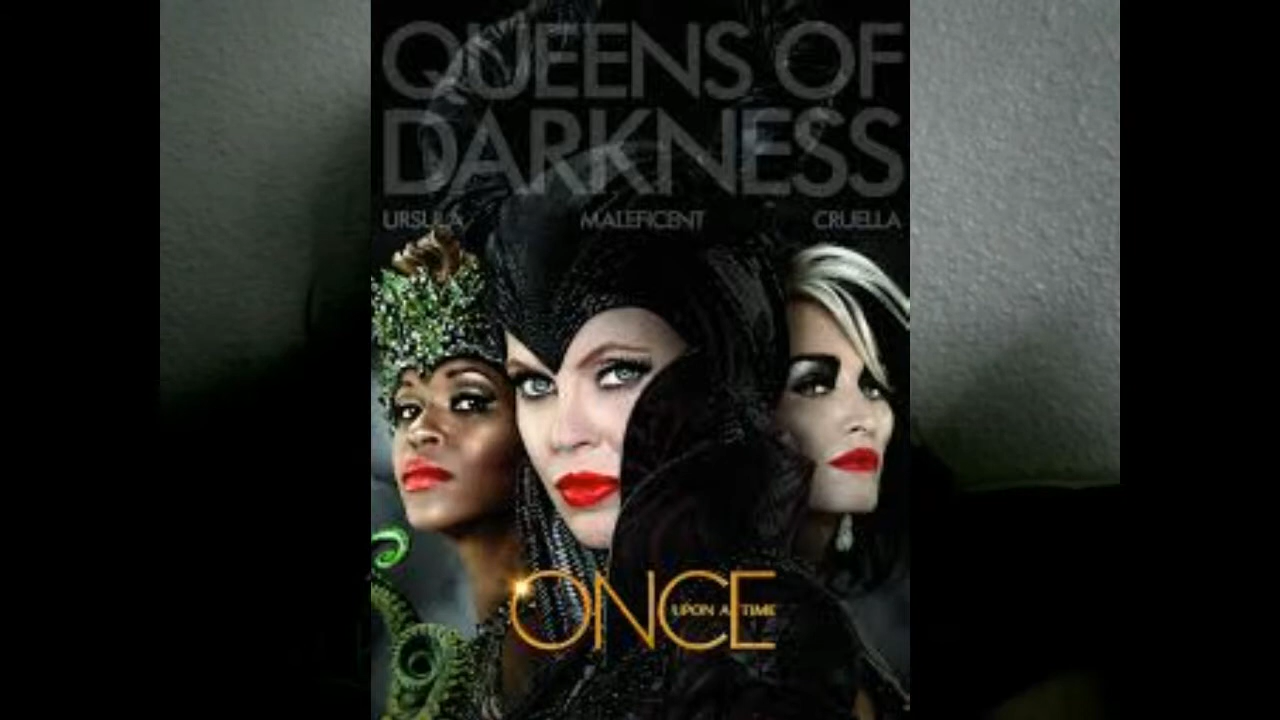 QUEENS OF
DARKNESS
URSULA MALEFICENT CRUELLA
ONCE
UPON A TIME